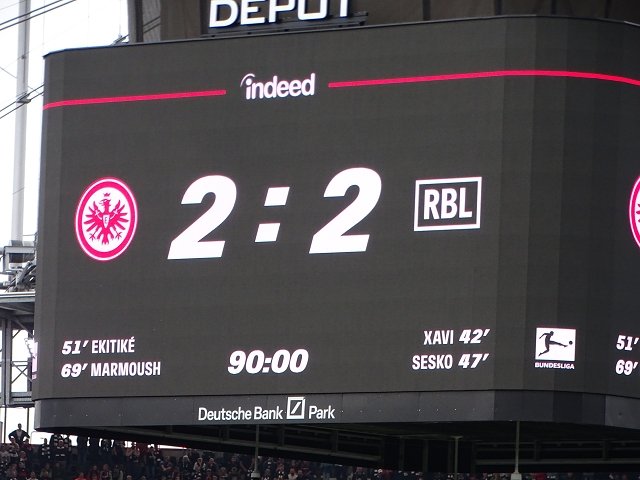 DEPOT
indeed
2 : 2
RBL
51' EKITIKÉ
69' MARMOUSH
90:00
XAVI 42'
SESKO 47'
BUNDESLIGA
51'
69'
Deutsche Bank Park